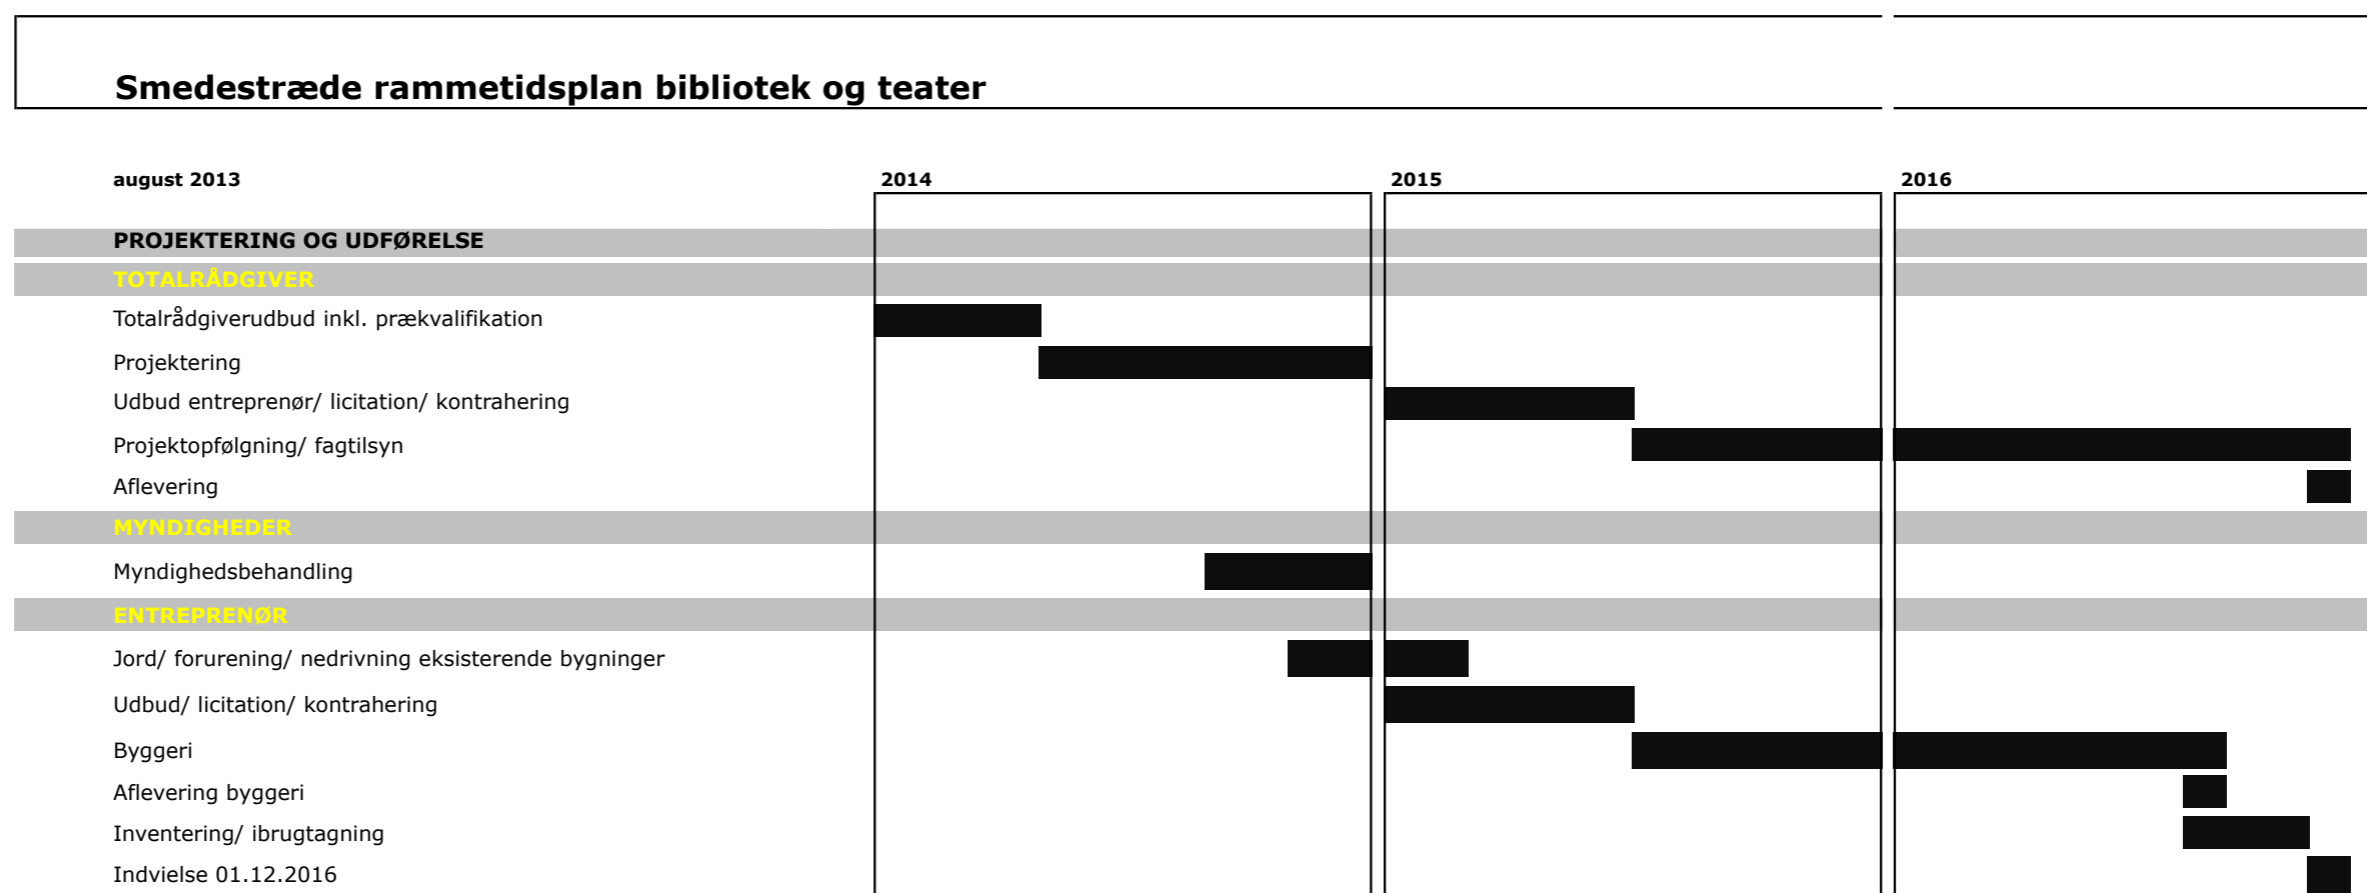 Smedestræde rammetidsplan bibliotek og teater
august 2013 2014 2015 2016
PROJEKTERING OG UDFØRELSE
TOTALRÅDGIVER
Totalrådgiverudbud inkl. prækvalifikation
Projektering
Udbud entreprenør/ licitation/ kontrahering
Projektopfølgning/ fagtilsyn
Aflevering
MYNDIGHEDER
Myndighedsbehandling
ENTREPRENØR
Jord/ forurening/ nedrivning eksisterende bygninger
Udbud/ licitation/ kontrahering
Byggeri
Aflevering byggeri
Inventering/ ibrugtagning
Indvielse 01.12.2016